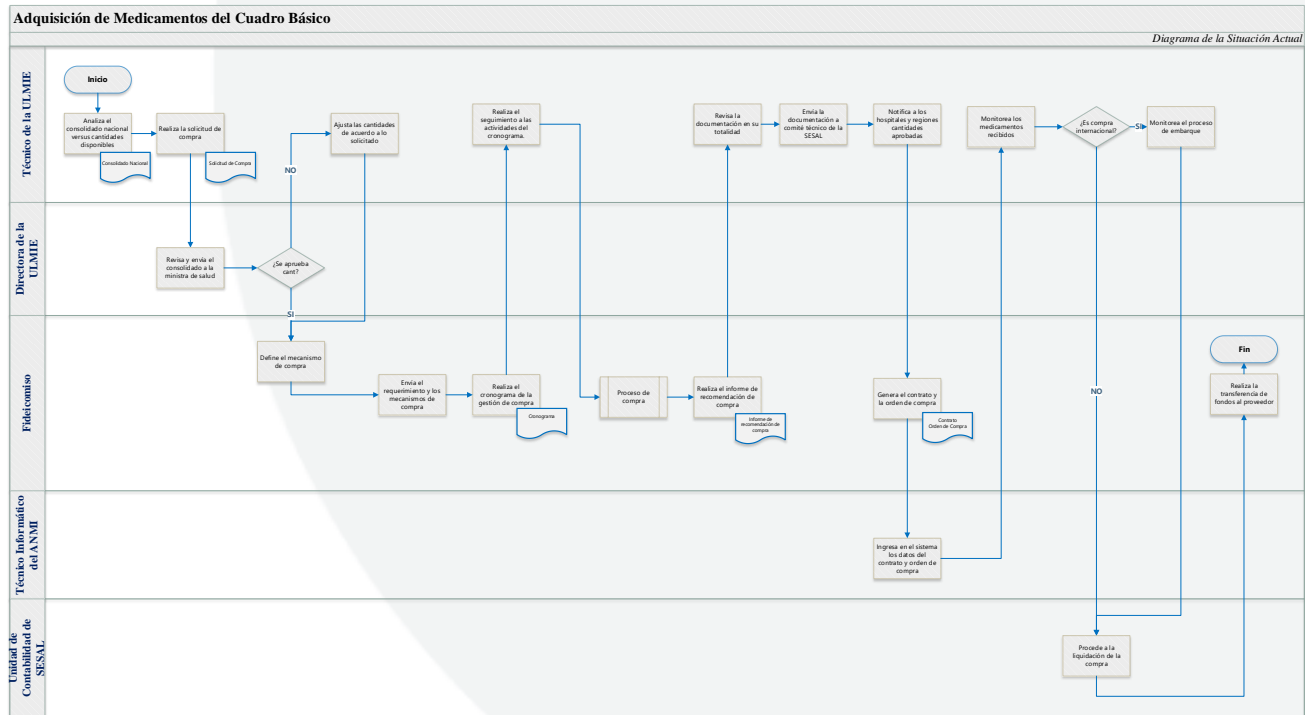 Adquisición de Medicamentos del Cuadro Básico
Diagrama de la Situación Actual
Técnico de la ULMIE
Inicio
Analiza el
consolidado nacional
versus cantidades
disponibles
Consolidado Nacional
Realiza la solicitud de
compra
Solicitud de Compra
Ajusta las cantidades
de acuerdo a lo
solicitado
NO
Realiza el
seguimiento a las
actividades del
cronograma.
Revisa la
documentación en su
totalidad
Envía la
documentación a
comité técnico de la
SESAL
Notifica a los
hospitales y regiones
cantidades
aprobadas
Monitorea los
medicamentos
recibidos
¿Es compra
internacional?
SI
Monitorea el proceso
de embarque
Directora de la
ULMIE
Revisa y envía el
consolidado a la
ministra de salud
¿Se aprueba
cant?
SI
Fideicomiso
Define el mecanismo
de compra
Envía el
requerimiento y los
mecanismos de
compra
Realiza el
cronograma de la
gestión de compra
Cronograma
Proceso de
compra
Realiza el informe de
recomendación de
compra
Informe de
recomendación de
compra
Genera el contrato y
la orden de compra
Contrato
Orden de Compra
NO
Fin
Realiza la
transferencia de
fondos al proveedor
Técnico Informático
del ANMI
Ingresa en el sistema
los datos del
contrato y orden de
compra
Unidad de
Contabilidad de
SESAL
Procede a la
liquidación de la
compra